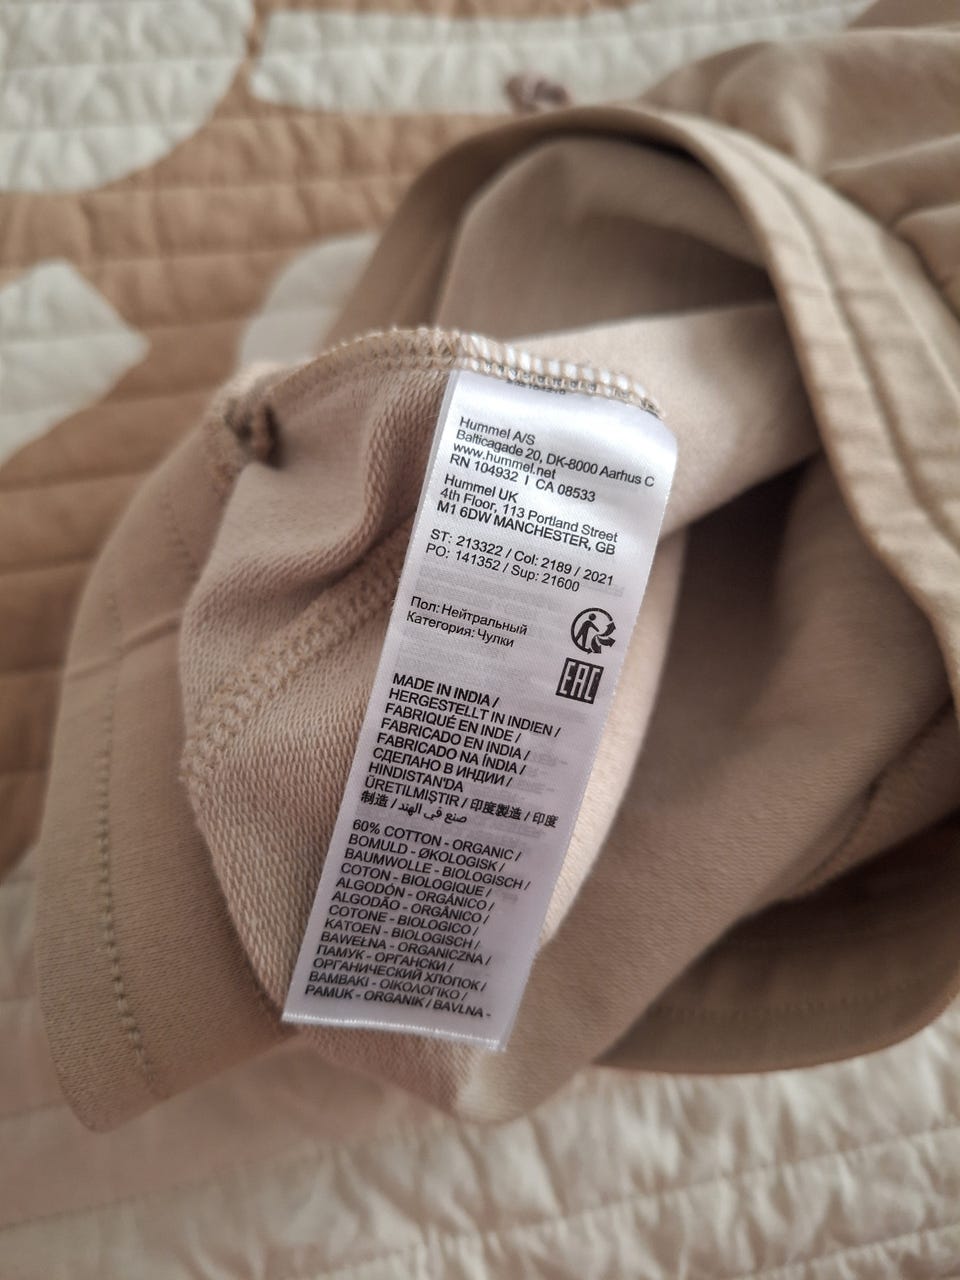 Hummel A/S
Balticagade 20, DK-8000 Aarhus C
www.hummel.net
RN 104932 I CA 08533
Hummel UK
4th Floor, 113 Portland Street
M1 6DW MANCHESTER, GB
ST: 213322 / Col: 2189 / 2021
PO: 141352 / Sup: 21600
Пол: Нейтральный
Категория: Чулки
EAC
MADE IN INDIA /
HERGESTELLT IN INDIEN /
FABRIQUÉ EN INDE /
FABRICADO EN INDIA /
FABRICADO NA ÍNDIA /
СДЕЛАНО В ИНДИИ /
HINDISTAN'DA
ÜRETILMIŞTIR / 印度製造 / 印度
制造 / صنع في الهند
60% COTTON - ORGANIC /
BOMULD - ØKOLOGISK /
BAUMWOLLE - BIOLOGISCH /
COTON - BIOLOGIQUE /
ALGODÓN - ORGÁNICO /
ALGODÃO - ORGÂNICO /
COTONE - BIOLOGICO /
KATOEN - BIOLOGISCH /
BAWEŁNA - ORGANICZNA /
ПАМУК - ОРГАНСКИ /
ОРГАНИЧЕСКИЙ ХЛОПОК /
ΒΑΜΒΑΚΙ - ΟΙΚΟΛΟΓΙΚΟ /
PAMUK - ORGANIK / BAVLNA -